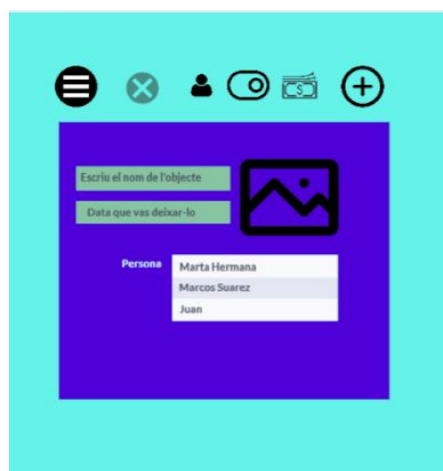 Escriu el nom de l'objecte
Data que vas deixar-lo
Persona
Marta Hermana
Marcos Suarez
Juan